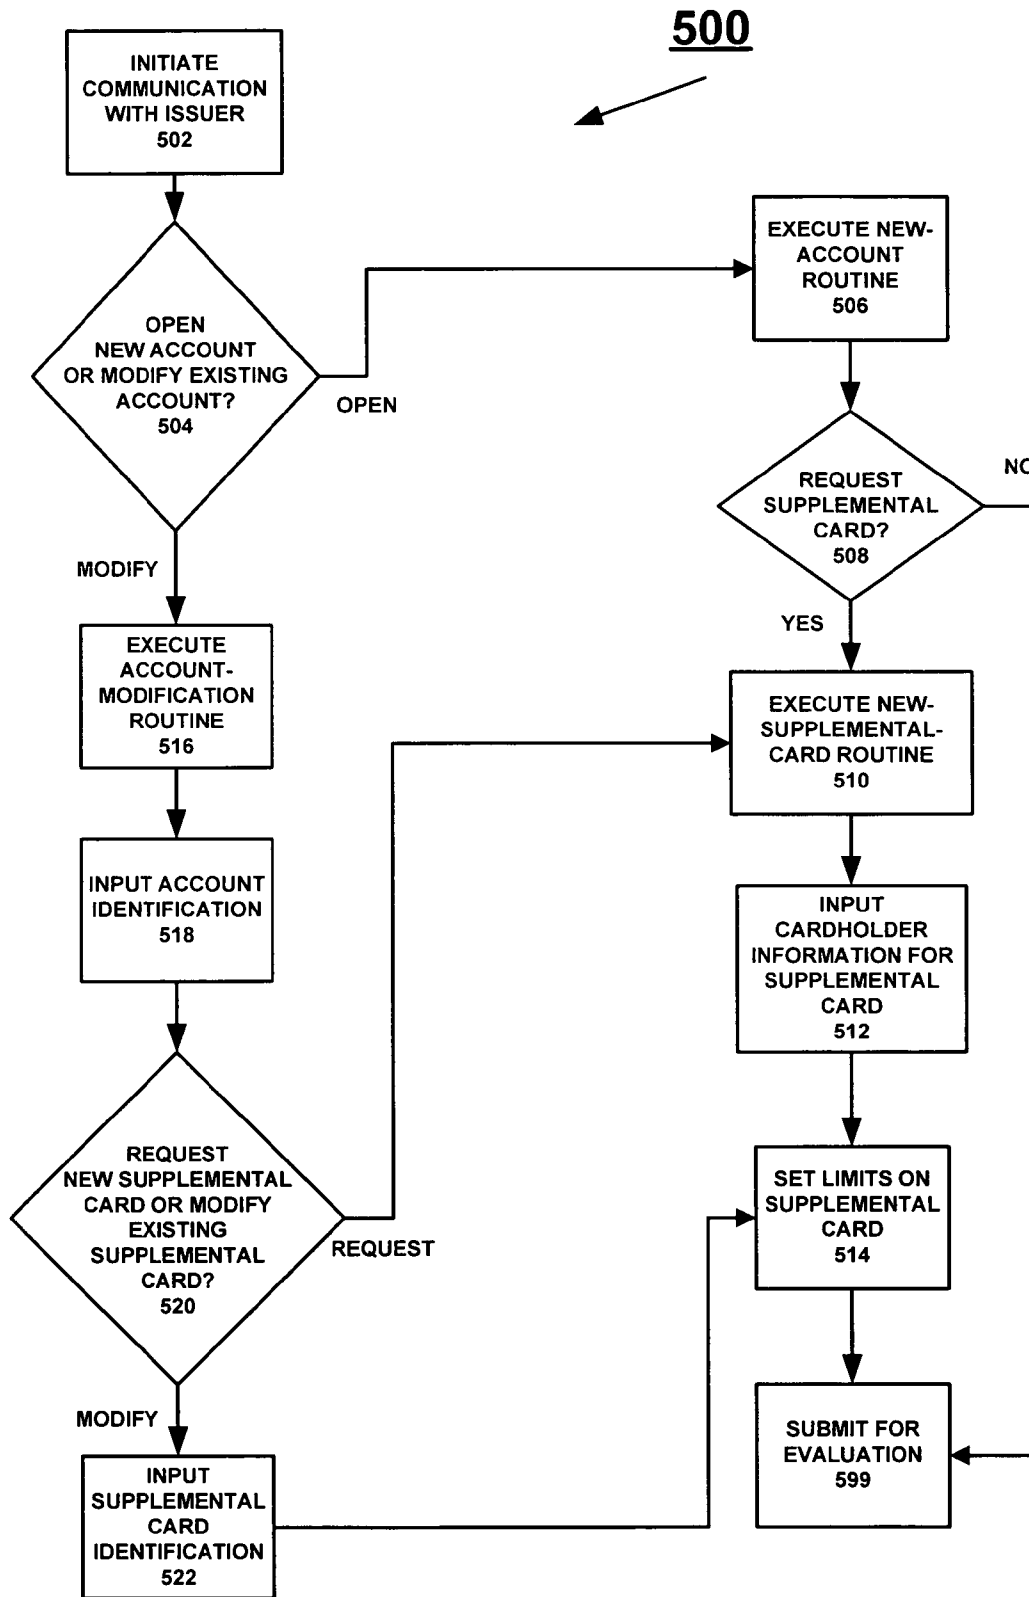 500
INITIATE
COMMUNICATION
WITH ISSUER
502
OPEN
NEW ACCOUNT
OR MODIFY EXISTING
ACCOUNT?
504
OPEN
MODIFY
EXECUTE NEW-
ACCOUNT
ROUTINE
506
REQUEST
SUPPLEMENTAL
CARD?
508
NO
YES
EXECUTE
ACCOUNT-
MODIFICATION
ROUTINE
516
EXECUTE NEW-
SUPPLEMENTAL-
CARD ROUTINE
510
INPUT ACCOUNT
IDENTIFICATION
518
INPUT
CARDHOLDER
INFORMATION FOR
SUPPLEMENTAL
CARD
512
REQUEST
NEW SUPPLEMENTAL
CARD OR MODIFY
EXISTING
SUPPLEMENTAL
CARD?
520
REQUEST
MODIFY
SET LIMITS ON
SUPPLEMENTAL
CARD
514
INPUT
SUPPLEMENTAL
CARD
IDENTIFICATION
522
SUBMIT FOR
EVALUATION
599